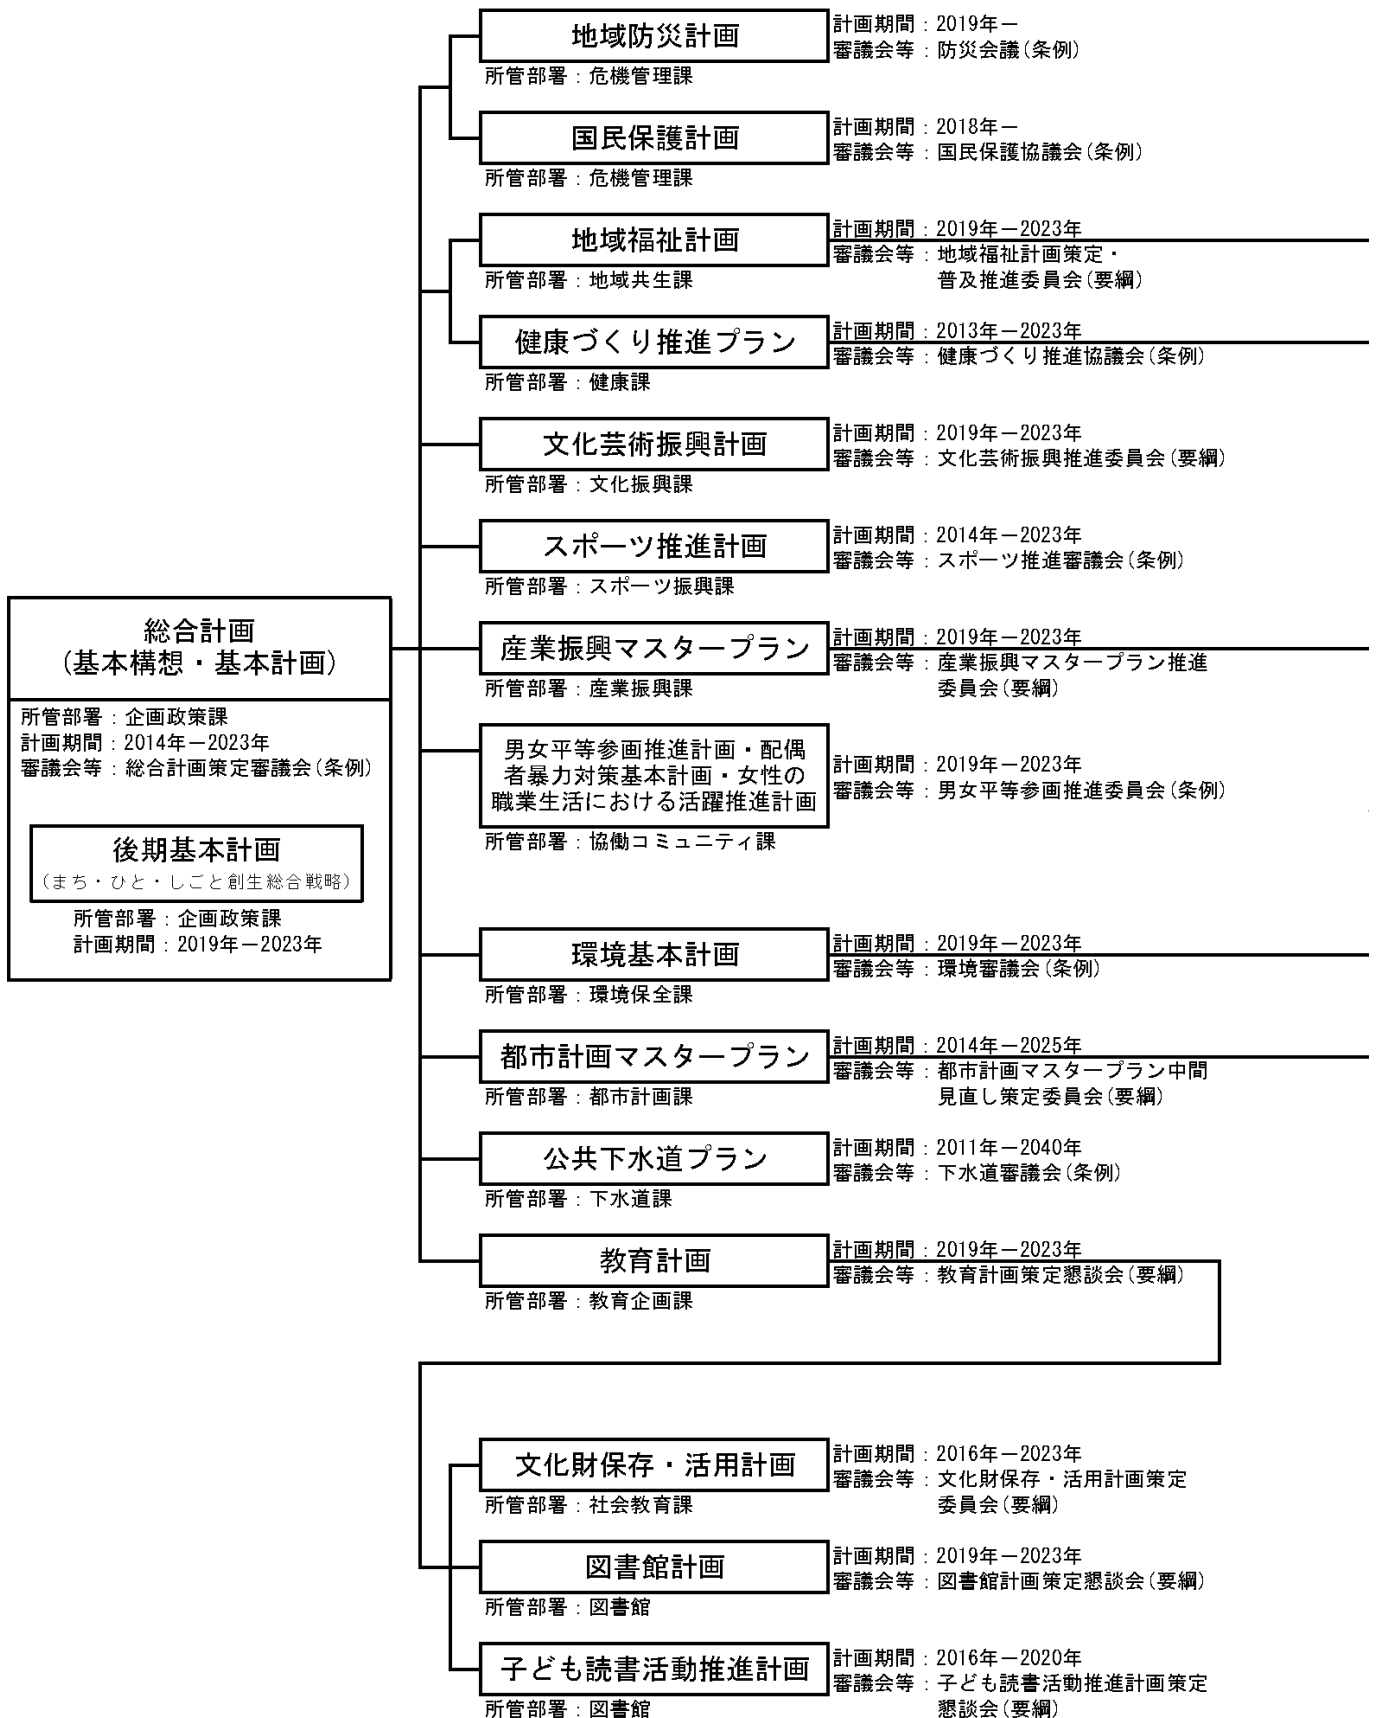 地域防災計画
計画期間：2019年－
審議会等：防災会議(条例)
所管部署：危機管理課
国民保護計画
計画期間：2018年－
審議会等：国民保護協議会(条例)
所管部署：危機管理課
地域福祉計画
計画期間：2019年－2023年
審議会等：地域福祉計画策定・
普及推進委員会(要綱)
所管部署：地域共生課
健康づくり推進プラン
計画期間：2013年－2023年
審議会等：健康づくり推進協議会(条例)
所管部署：健康課
文化芸術振興計画
計画期間：2019年－2023年
審議会等：文化芸術振興推進委員会(要綱)
所管部署：文化振興課
スポーツ推進計画
計画期間：2014年－2023年
審議会等：スポーツ推進審議会(条例)
所管部署：スポーツ振興課
総合計画
(基本構想・基本計画)
所管部署：企画政策課
計画期間：2014年－2023年
審議会等：総合計画策定審議会(条例)
後期基本計画
(まち・ひと・しごと創生総合戦略)
所管部署：企画政策課
計画期間：2019年－2023年
産業振興マスタープラン
計画期間：2019年－2023年
審議会等：産業振興マスタープラン推進
委員会(要綱)
所管部署：産業振興課
男女平等参画推進計画・配偶
者暴力対策基本計画・女性の
職業生活における活躍推進計画
計画期間：2019年－2023年
審議会等：男女平等参画推進委員会(条例)
所管部署：協働コミュニティ課
環境基本計画
計画期間：2019年－2023年
審議会等：環境審議会(条例)
所管部署：環境保全課
都市計画マスタープラン
計画期間：2014年－2025年
審議会等：都市計画マスタープラン中間
見直し策定委員会(要綱)
所管部署：都市計画課
公共下水道プラン
計画期間：2011年－2040年
審議会等：下水道審議会(条例)
所管部署：下水道課
教育計画
計画期間：2019年－2023年
審議会等：教育計画策定懇談会(要綱)
所管部署：教育企画課
文化財保存・活用計画
計画期間：2016年－2023年
審議会等：文化財保存・活用計画策定
委員会(要綱)
所管部署：社会教育課
図書館計画
計画期間：2019年－2023年
審議会等：図書館計画策定懇談会(要綱)
所管部署：図書館
子ども読書活動推進計画
計画期間：2016年－2020年
審議会等：子ども読書活動推進計画策定
懇談会(要綱)
所管部署：図書館